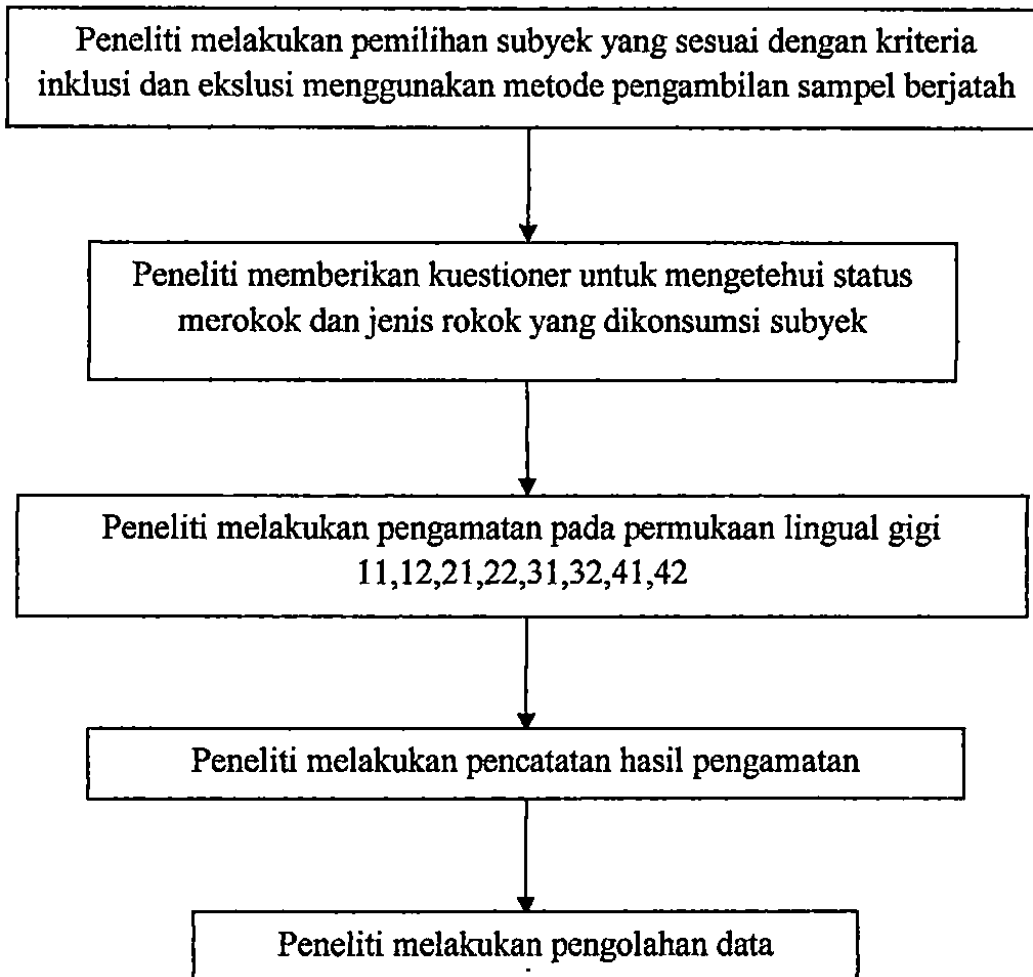 Peneliti melakukan pemilihan subyek yang sesuai dengan kriteria
inklusi dan ekslusi menggunakan metode pengambilan sampel berjatah
Peneliti memberikan kuestioner untuk mengetehui status
merokok dan jenis rokok yang dikonsumsi subyek
Peneliti melakukan pengamatan pada permukaan lingual gigi
11,12,21,22,31,32,41,42
Peneliti melakukan pencatatan hasil pengamatan
Peneliti melakukan pengolahan data